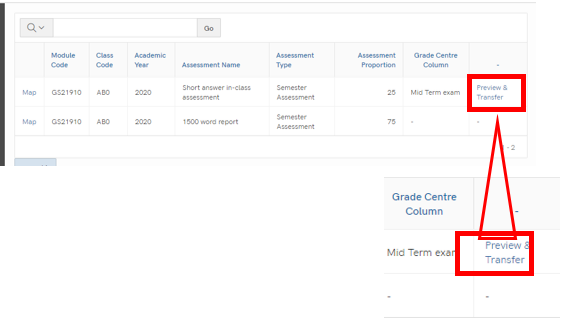 Go
Module Code Class Code Academic Year Assessment Name Assessment Type Assessment Proportion Grade Centre Column -
Map GS21910 AB0 2020 Short answer in-class assessment Semester Assessment 25 Mid Term exam Preview & Transfer
Map GS21910 AB0 2020 1500 word report Semester Assessment 75 - -
- 2
Grade Centre Column -
Mid Term exam Preview & Transfer
- -